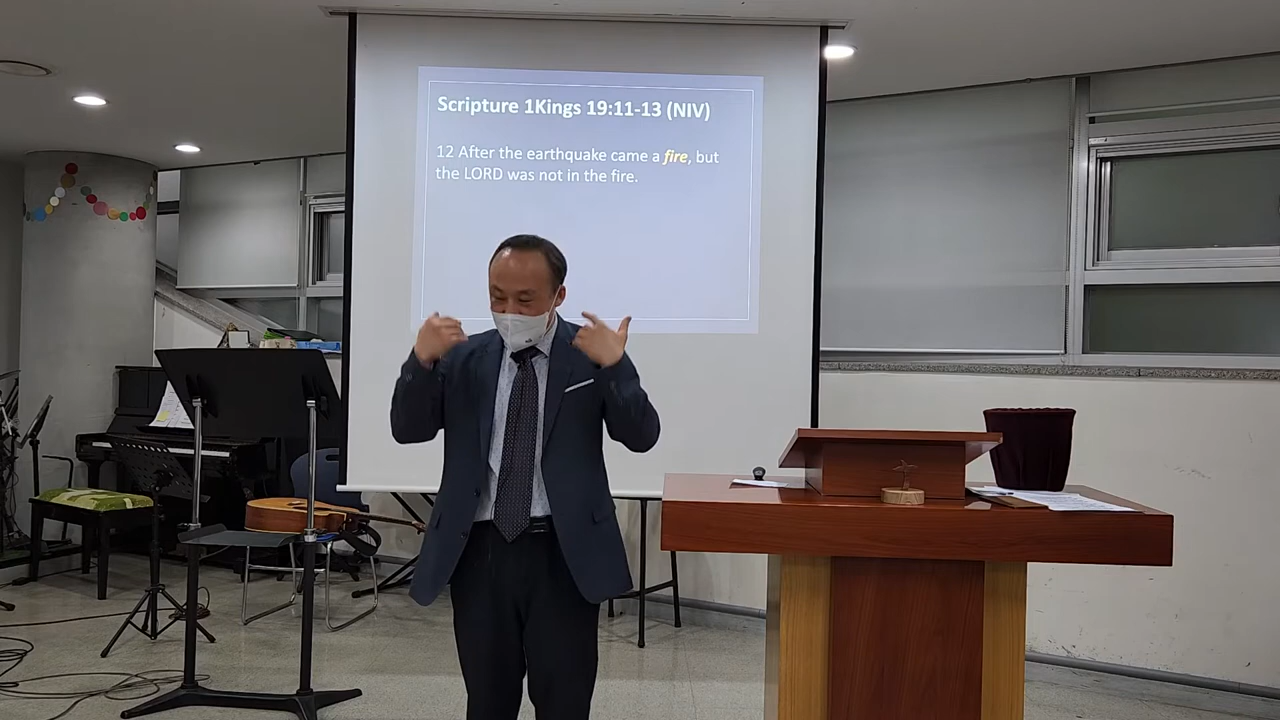 Scripture 1Kings 19:11-13 (NIV)
12 After the earthquake came a fire, but
the LORD was not in the fire.